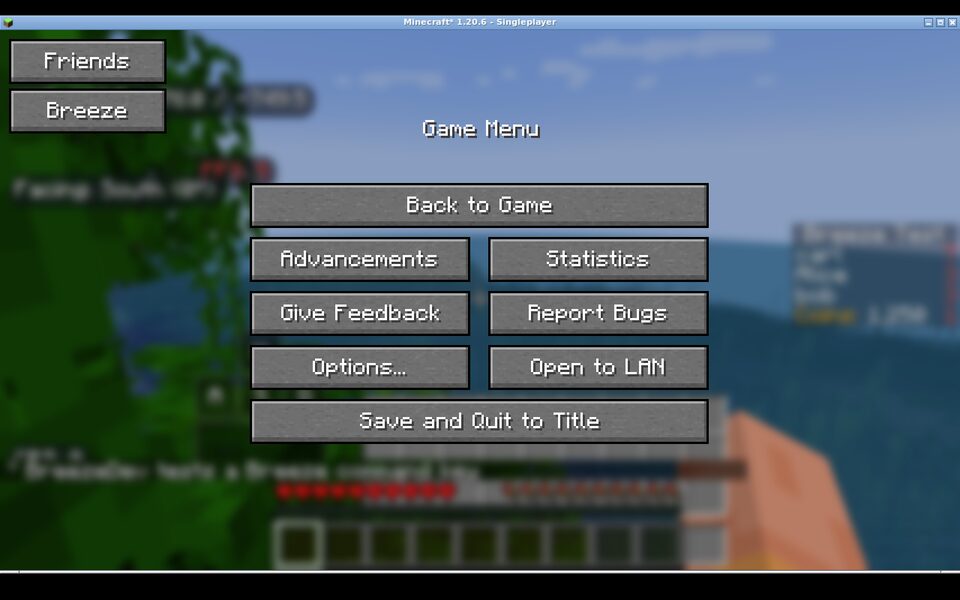 Minecraft* 1.20.6 - Singleplayer
Friends
Breeze
Game Menu
Back to Game
Advancements
Statistics
Give Feedback
Report Bugs
Options...
Open to LAN
Save and Quit to Title